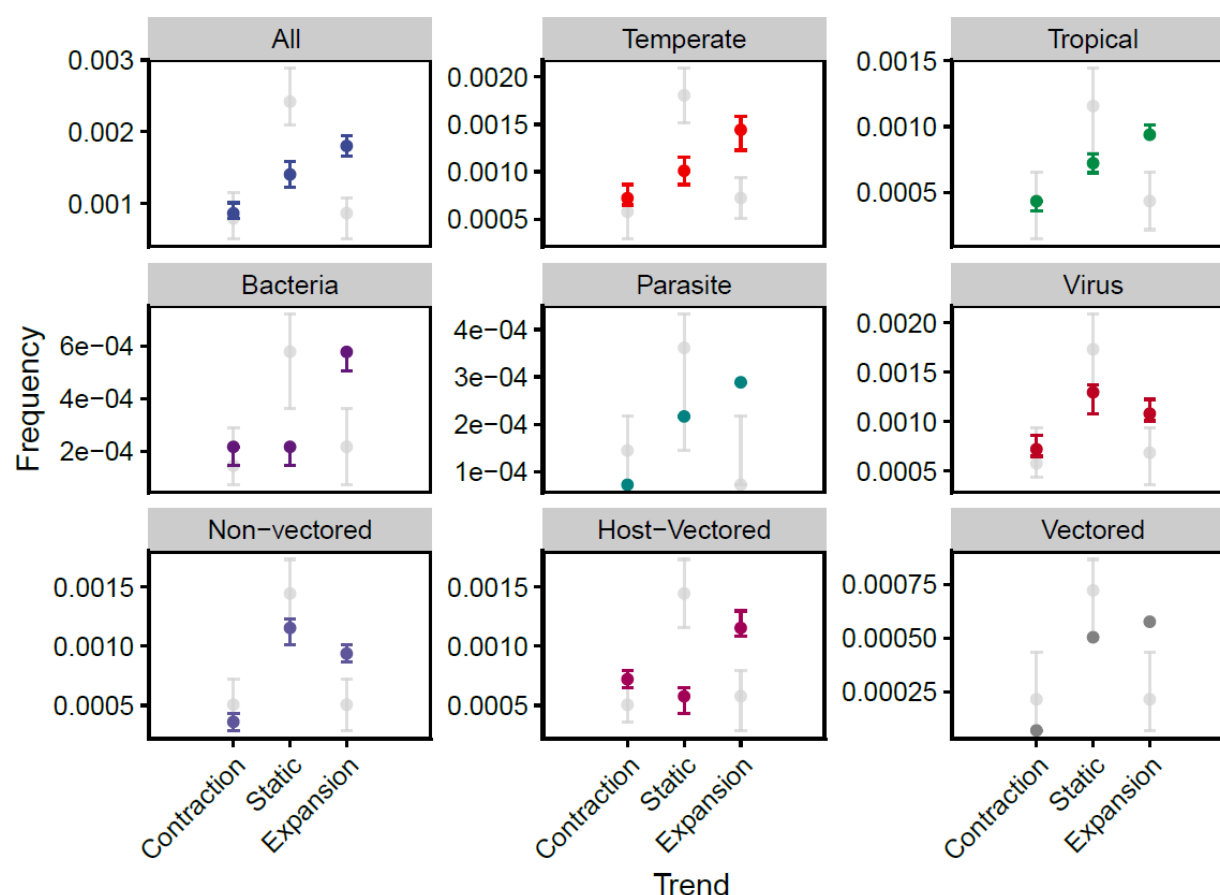 All
Temperate
Tropical
0.003
0.002
0.001
0.0020
0.0015
0.0010
0.0005
0.0015
0.0010
0.0005
Bacteria
Parasite
Virus
Frequency
6e−04
4e−04
2e−04
4e−04
3e−04
2e−04
1e−04
0.0020
0.0015
0.0010
0.0005
Non−vectored
Host−Vectored
Vectored
0.0015
0.0010
0.0005
0.0015
0.0010
0.0005
0.00075
0.00050
0.00025
Contraction
Static
Expansion
Contraction
Static
Expansion
Contraction
Static
Expansion
Trend